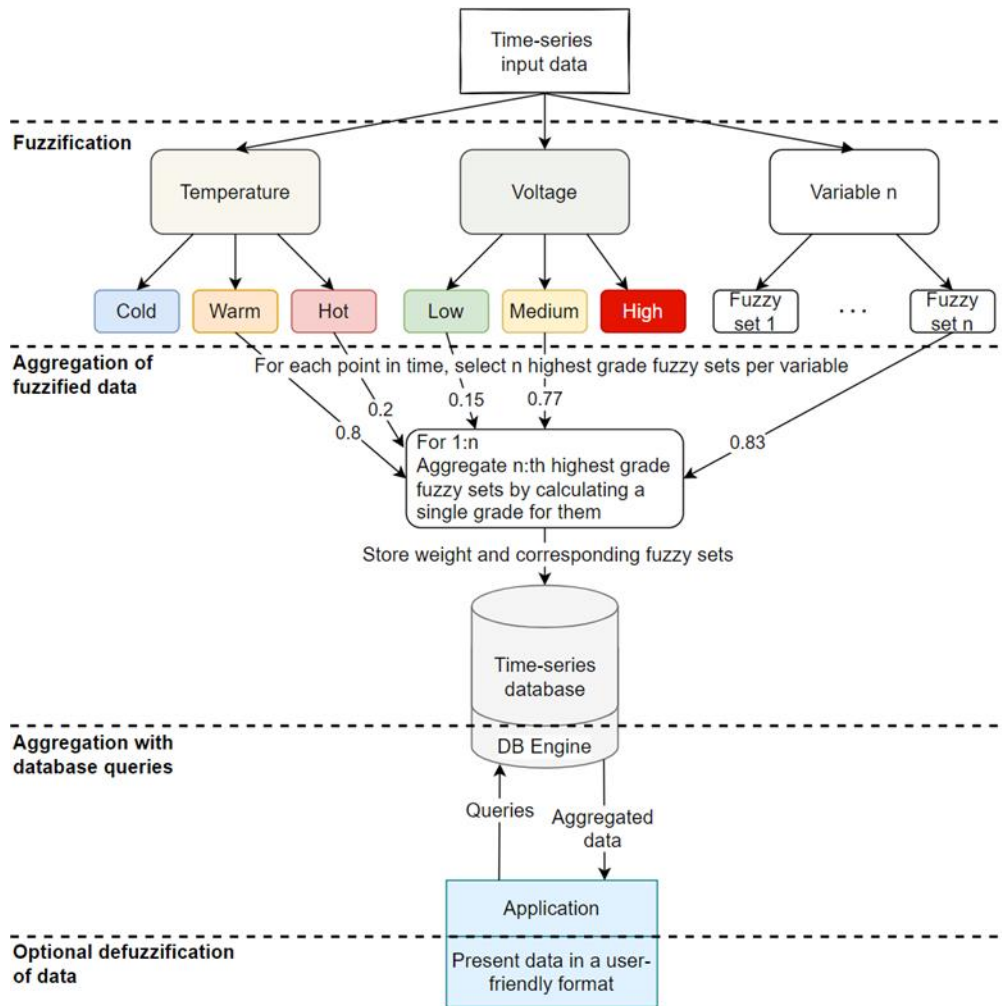 Time-series
input data
Fuzzification
Temperature
Voltage
Variable n
Cold
Warm
Hot
Low
Medium
High
Fuzzy
set 1
...
Fuzzy
set n
Aggregation of
fuzzified data
For each point in time, select n highest grade fuzzy sets per variable
0.8
0.2
0.15
0.77
0.83
For 1:n
Aggregate n:th highest grade
fuzzy sets by calculating a
single grade for them
Store weight and corresponding fuzzy sets
Time-series
database
Aggregation with
database queries
DB Engine
Queries
Aggregated
data
Application
Optional defuzzification
of data
Present data in a user-
friendly format